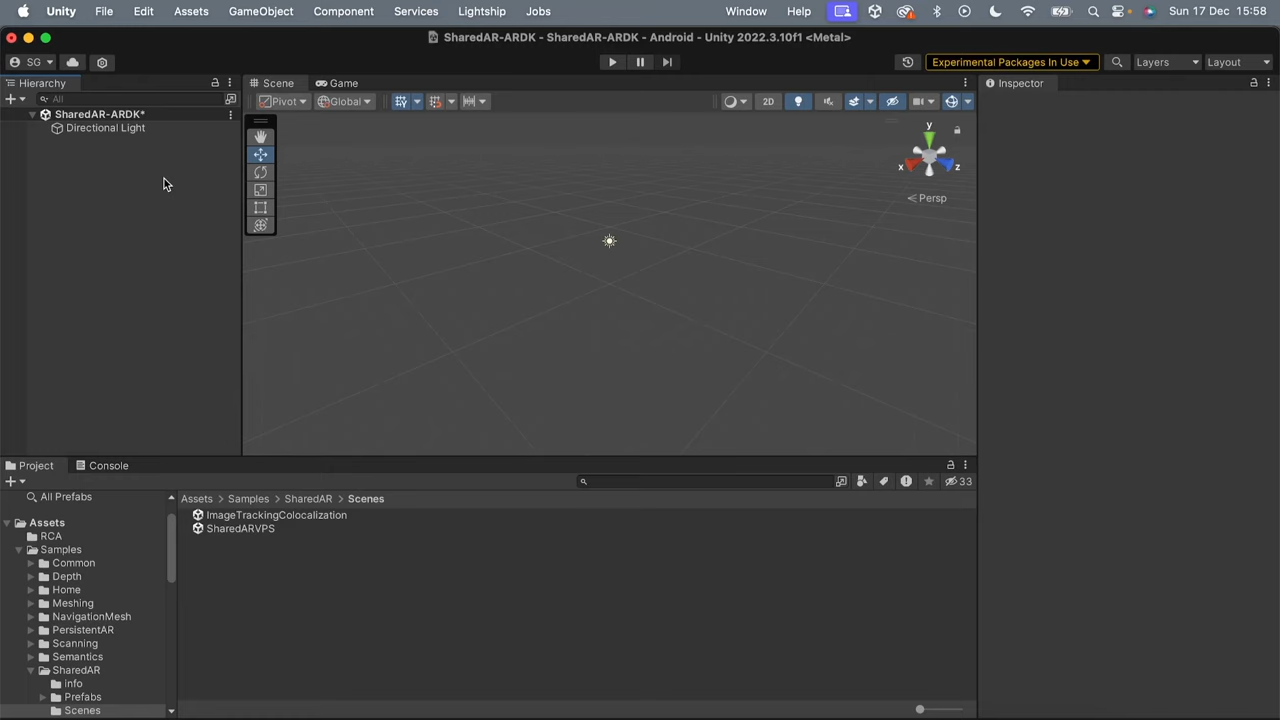 Unity File Edit Assets GameObject Component Services Lightship Jobs Window Help Sun 17 Dec 15:58
SharedAR-ARDK - SharedAR-ARDK - Android - Unity 2022.3.10f1 <Metal>
SG Experimental Packages In Use Layers Layout
Hierarchy Scene Game Inspector
All Pivot Global 2D
SharedAR-ARDK*
Directional Light
y
x z
Persp
Project Console
33
All Prefabs Assets Samples SharedAR Scenes
Assets ImageTrackingColocalization
RCA SharedARVPS
Samples
Common
Depth
Home
Meshing
NavigationMesh
PersistentAR
Scanning
Semantics
SharedAR
info
Prefabs
Scenes